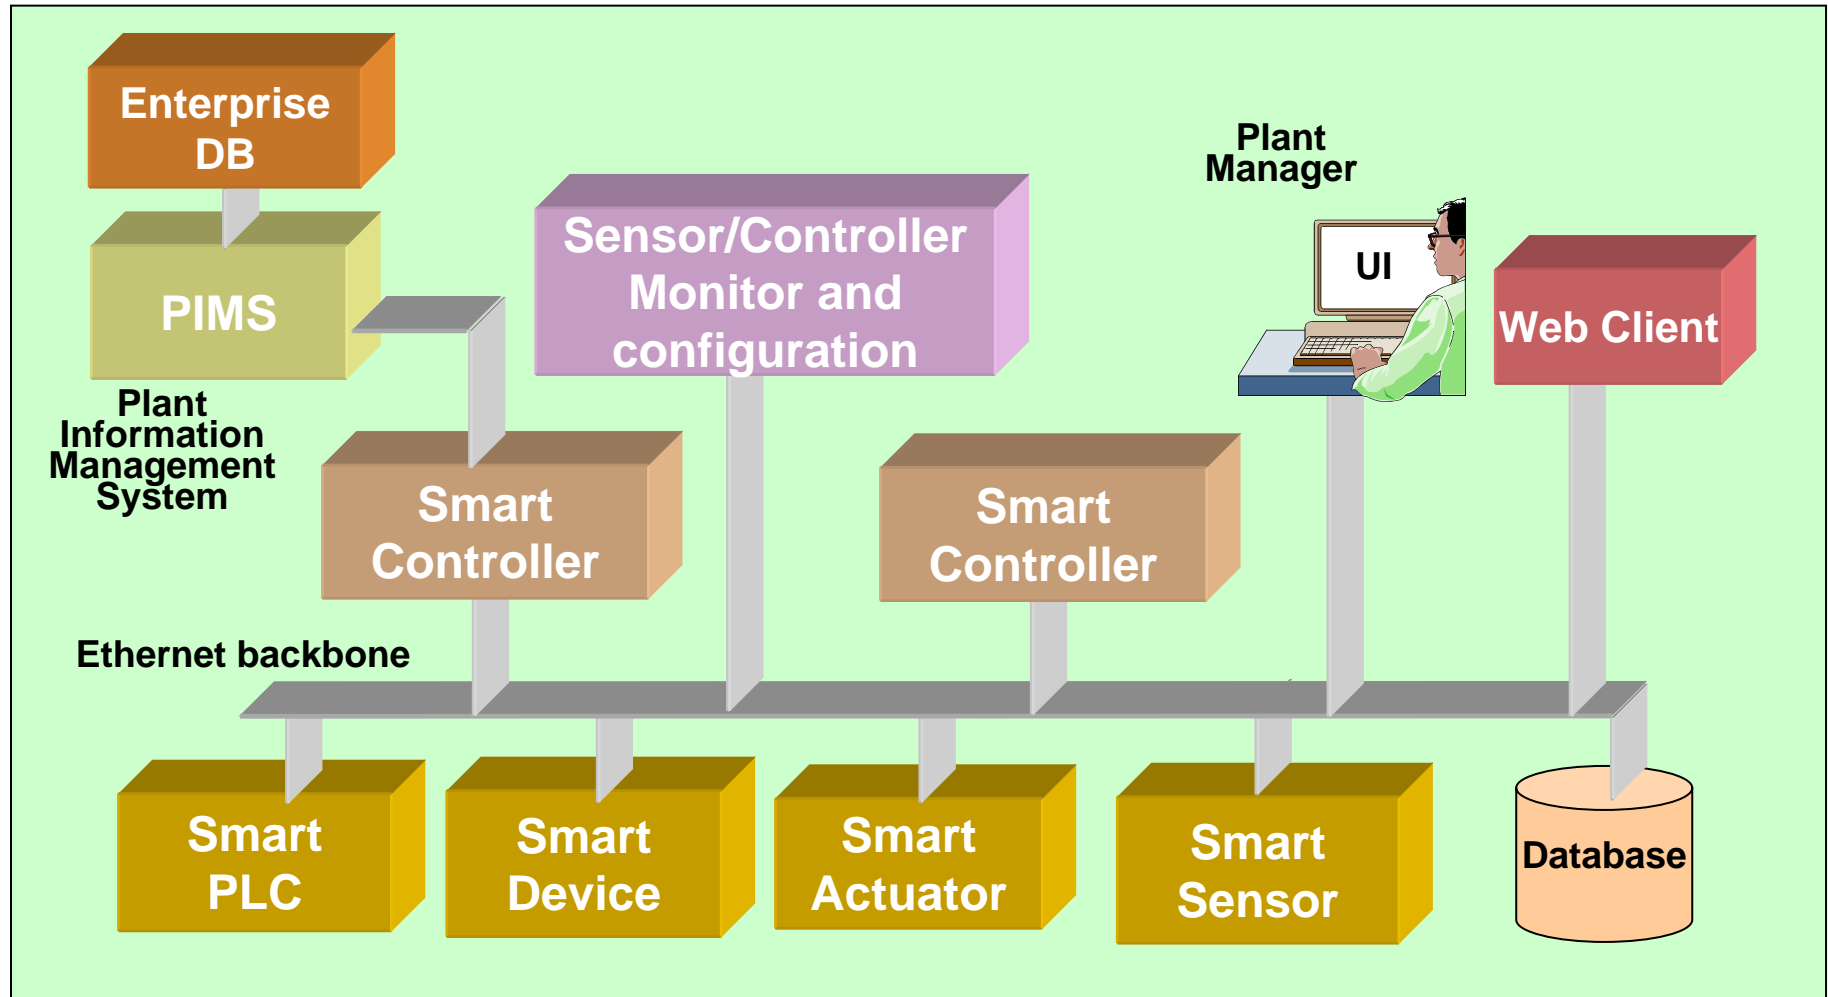 Enterprise
DB
PIMS
Plant
Information
Management
System
Sensor/Controller
Monitor and
configuration
Plant
Manager
UI
Web Client
Smart
Controller
Smart
Controller
Ethernet backbone
Smart
PLC
Smart
Device
Smart
Actuator
Smart
Sensor
Database